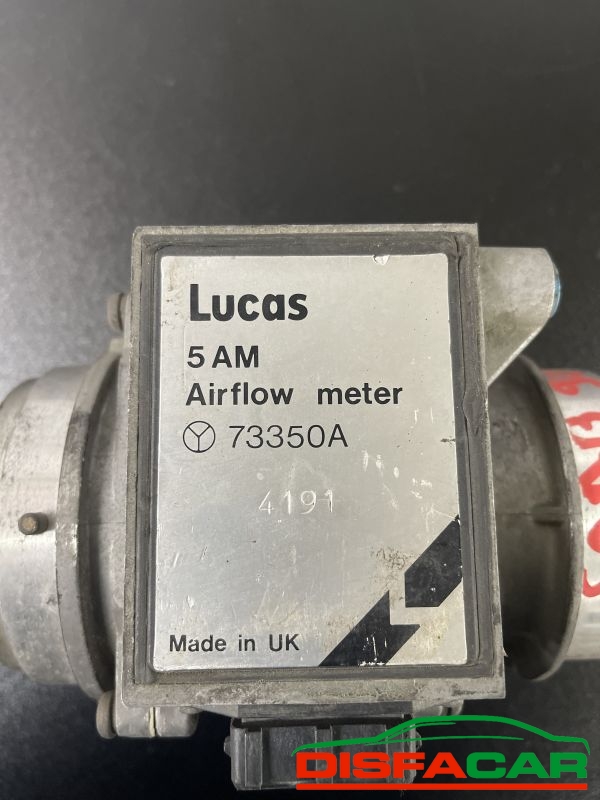 Lucas
5 AM
Airflow meter
73350A
4191
Made in UK
DISFACAR